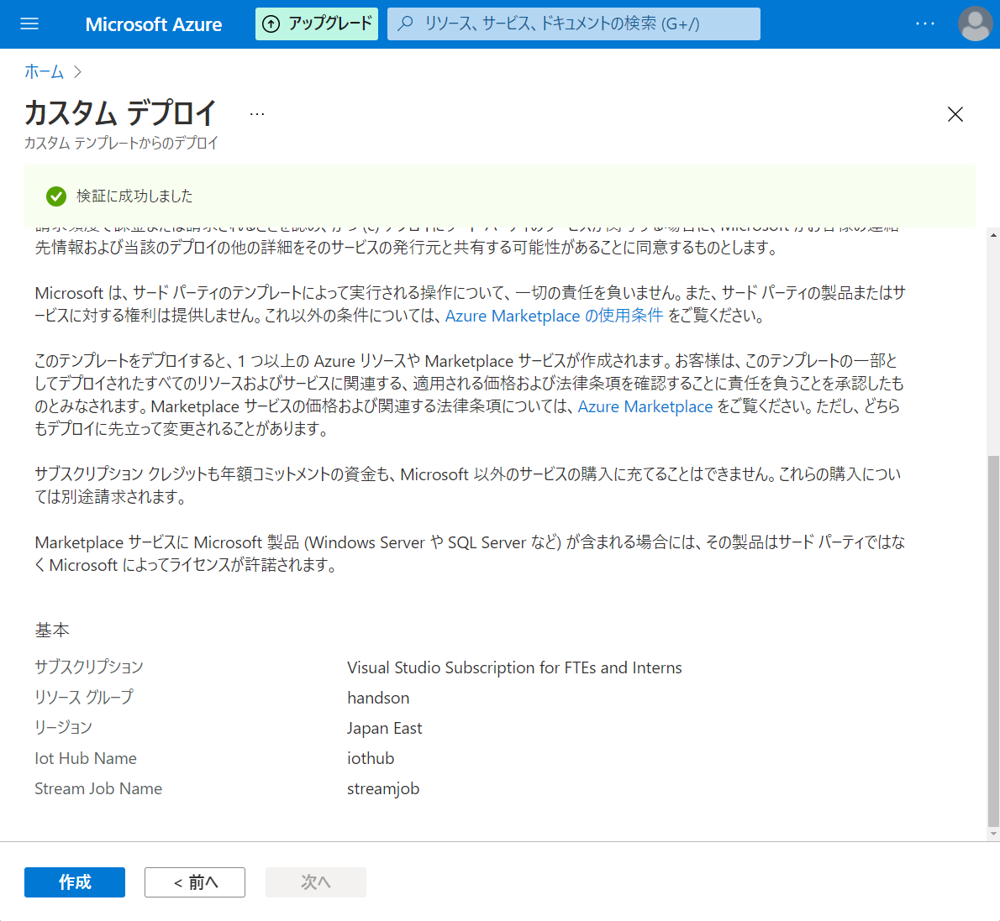 Microsoft Azure
アップグレード
リソース、サービス、ドキュメントの検索 (G+/)
ホーム
カスタム デプロイ
カスタム テンプレートからのデプロイ
検証に成功しました
先情報および当該のデプロイの他の詳細をそのサービスの発行元と共有する可能性があることに同意するものとします。
Microsoft は、サード パーティのテンプレートによって実行される操作について、一切の責任を負いません。また、サード パーティの製品またはサ
ービスに対する権利は提供しません。これ以外の条件については、Azure Marketplace の使用条件 をご覧ください。
このテンプレートをデプロイすると、1 つ以上の Azure リソースや Marketplace サービスが作成されます。お客様は、このテンプレートの一部と
してデプロイされたすべてのリソースおよびサービスに関連する、適用される価格および法律条項を確認することに責任を負うことを承認したも
のとみなされます。Marketplace サービスの価格および関連する法律条項については、Azure Marketplace をご覧ください。ただし、どちら
もデプロイに先立って変更されることがあります。
サブスクリプション クレジットも年額コミットメントの資金も、Microsoft 以外のサービスの購入に充てることはできません。これらの購入につい
ては別途請求されます。
Marketplace サービスに Microsoft 製品 (Windows Server や SQL Server など) が含まれる場合には、その製品はサード パーティではな
く Microsoft によってライセンスが許諾されます。
基本
サブスクリプション Visual Studio Subscription for FTEs and Interns
リソース グループ handson
リージョン Japan East
Iot Hub Name iothub
Stream Job Name streamjob
作成
< 前へ
次へ